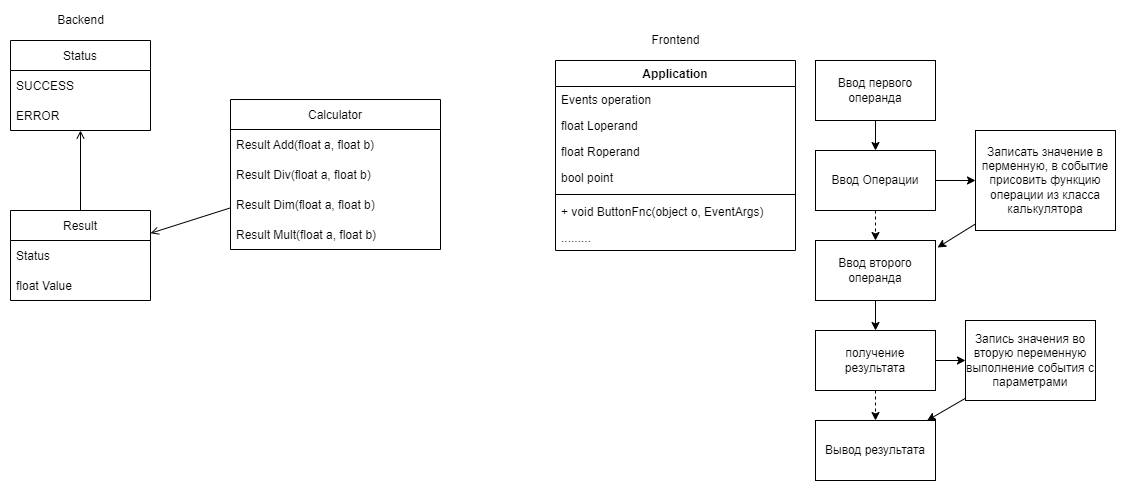 Backend
Status
SUCCESS
ERROR
Result
Status
float Value
Calculator
Result Add(float a, float b)
Result Div(float a, float b)
Result Dim(float a, float b)
Result Mult(float a, float b)
Frontend
Application
Events operation
float Loperand
float Roperand
bool point
+ void ButtonFnc(object o, EventArgs)
.........
Ввод первого
операнда
Ввод Операции
Записать значение в
перменную, в событие
присовить функцию
операции из класса
калькулятора
Ввод второго
операнда
получение
результата
Запись значения во
вторую переменную
выполнение события с
параметрами
Вывод результата